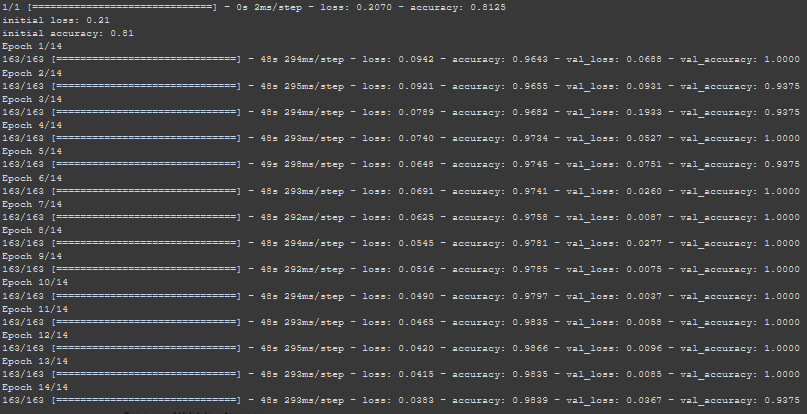 1/1 [==============================] - 0s 2ms/step - loss: 0.2070 - accuracy: 0.8125
initial loss: 0.21
initial accuracy: 0.81
Epoch 1/14
163/163 [==============================] - 48s 294ms/step - loss: 0.0942 - accuracy: 0.9643 - val_loss: 0.0688 - val_accuracy: 1.0000
Epoch 2/14
163/163 [==============================] - 48s 295ms/step - loss: 0.0921 - accuracy: 0.9655 - val_loss: 0.0931 - val_accuracy: 0.9375
Epoch 3/14
163/163 [==============================] - 48s 294ms/step - loss: 0.0789 - accuracy: 0.9682 - val_loss: 0.1933 - val_accuracy: 0.9375
Epoch 4/14
163/163 [==============================] - 48s 293ms/step - loss: 0.0740 - accuracy: 0.9734 - val_loss: 0.0527 - val_accuracy: 1.0000
Epoch 5/14
163/163 [==============================] - 49s 298ms/step - loss: 0.0648 - accuracy: 0.9745 - val_loss: 0.0751 - val_accuracy: 0.9375
Epoch 6/14
163/163 [==============================] - 48s 293ms/step - loss: 0.0691 - accuracy: 0.9741 - val_loss: 0.0260 - val_accuracy: 1.0000
Epoch 7/14
163/163 [==============================] - 48s 292ms/step - loss: 0.0625 - accuracy: 0.9758 - val_loss: 0.0087 - val_accuracy: 1.0000
Epoch 8/14
163/163 [==============================] - 48s 294ms/step - loss: 0.0545 - accuracy: 0.9781 - val_loss: 0.0277 - val_accuracy: 1.0000
Epoch 9/14
163/163 [==============================] - 48s 292ms/step - loss: 0.0516 - accuracy: 0.9785 - val_loss: 0.0075 - val_accuracy: 1.0000
Epoch 10/14
163/163 [==============================] - 48s 294ms/step - loss: 0.0490 - accuracy: 0.9797 - val_loss: 0.0037 - val_accuracy: 1.0000
Epoch 11/14
163/163 [==============================] - 48s 293ms/step - loss: 0.0465 - accuracy: 0.9835 - val_loss: 0.0058 - val_accuracy: 1.0000
Epoch 12/14
163/163 [==============================] - 48s 295ms/step - loss: 0.0420 - accuracy: 0.9866 - val_loss: 0.0096 - val_accuracy: 1.0000
Epoch 13/14
163/163 [==============================] - 48s 293ms/step - loss: 0.0415 - accuracy: 0.9835 - val_loss: 0.0085 - val_accuracy: 1.0000
Epoch 14/14
163/163 [==============================] - 48s 293ms/step - loss: 0.0383 - accuracy: 0.9839 - val_loss: 0.0367 - val_accuracy: 0.9375